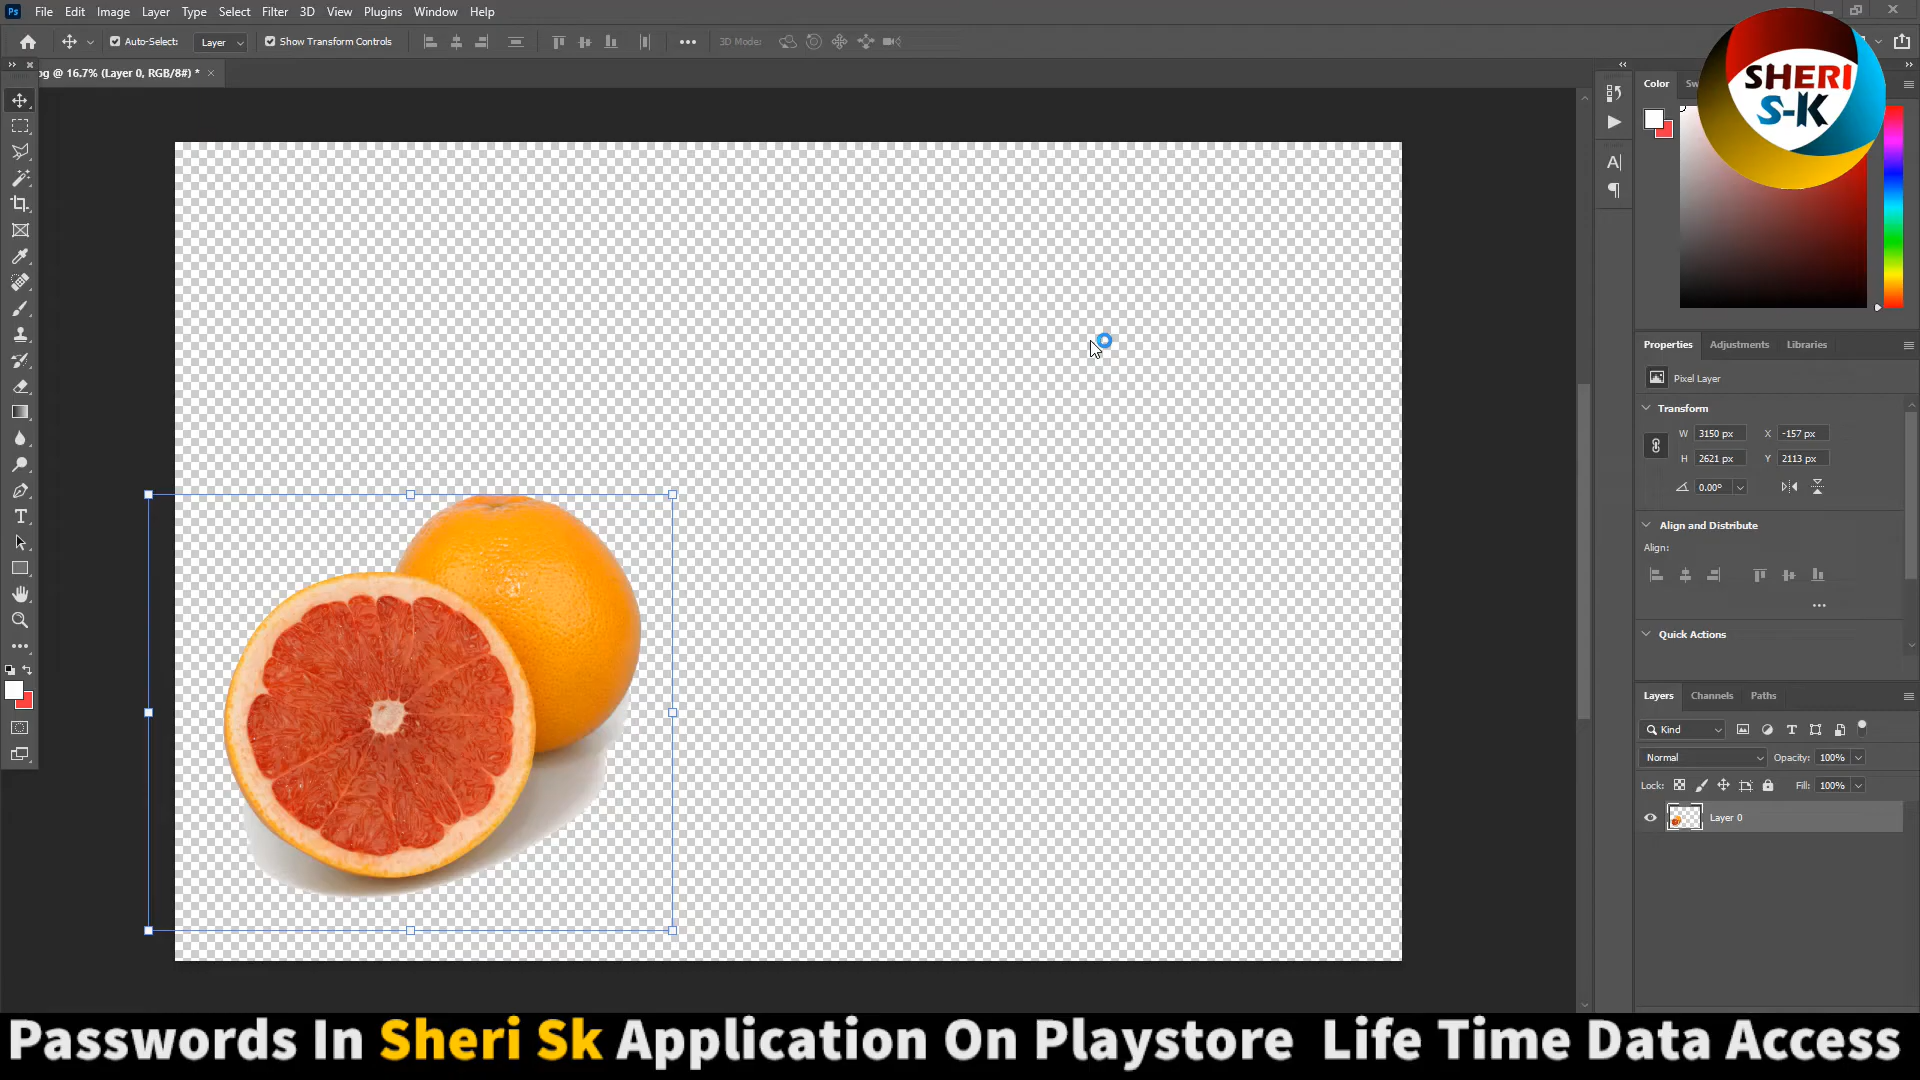 Ps File Edit Image Layer Type Select Filter 3D View Plugins Window Help
Auto-Select: Layer Show Transform Controls 3D Mode:
pg @ 16.7% (Layer 0, RGB/8#) * ×
SHERI
S-K
Color Sw
Properties Adjustments Libraries
Pixel Layer
Transform
W 3150 px X -157 px
H 2621 px Y 2113 px
0.00°
Align and Distribute
Align:
Quick Actions
Layers Channels Paths
Kind
Normal Opacity: 100%
Lock: Fill: 100%
Layer 0
Passwords In Sheri Sk Application On Playstore Life Time Data Access